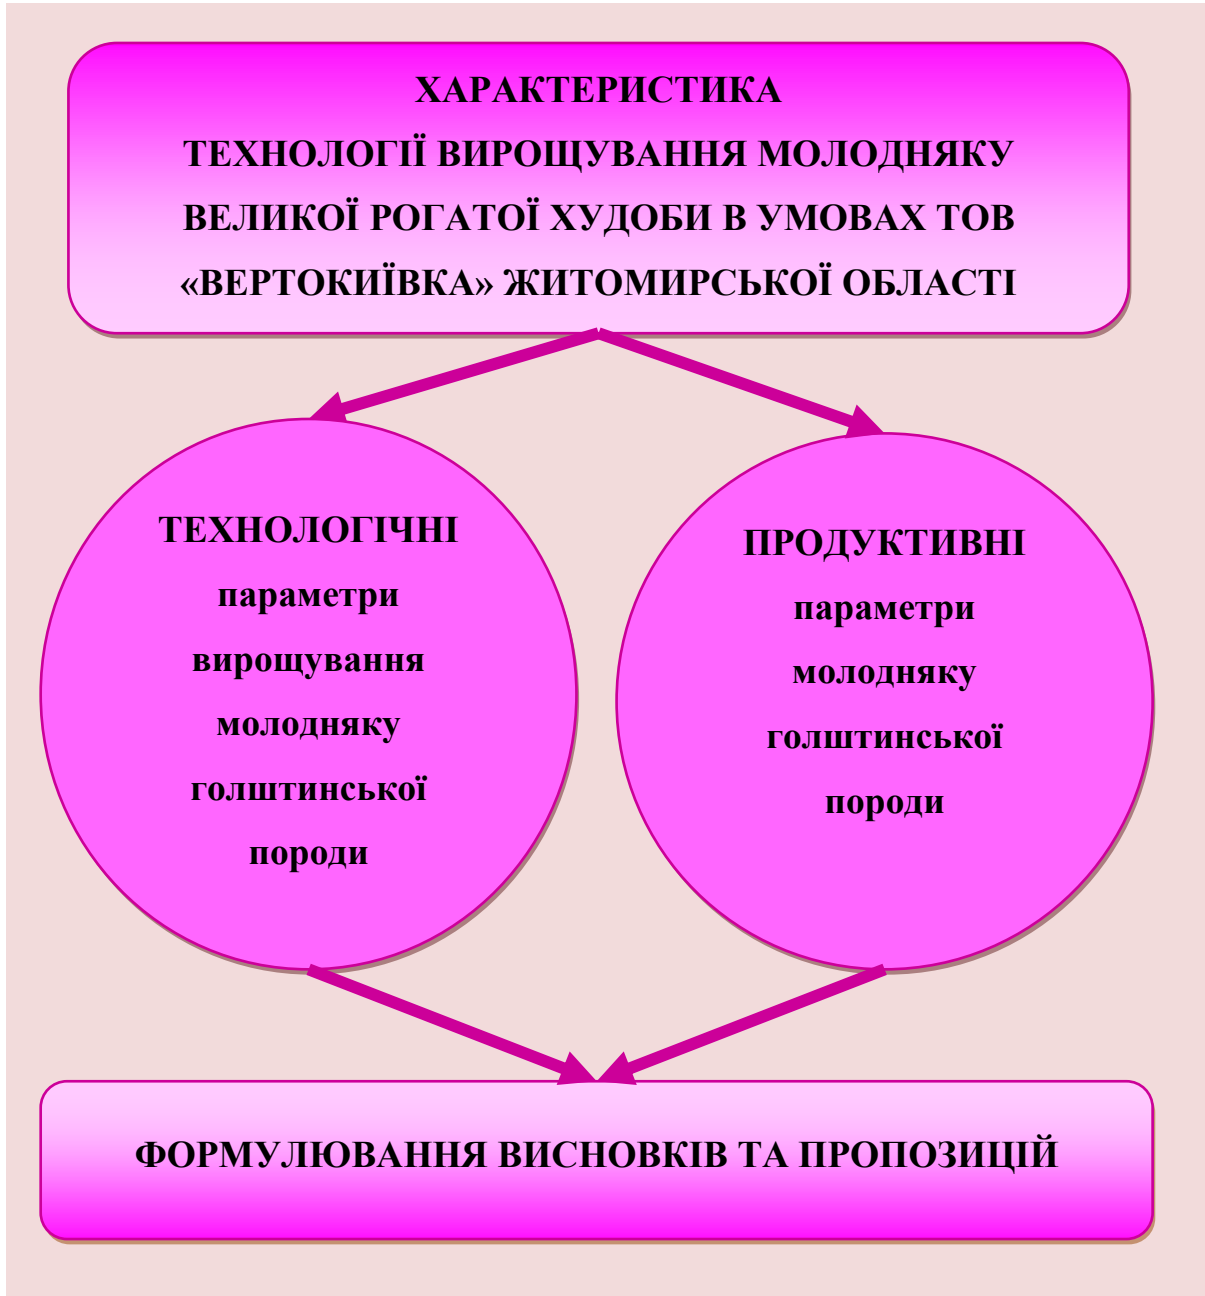 ХАРАКТЕРИСТИКА
ТЕХНОЛОГІЇ ВИРОЩУВАННЯ МОЛОДНЯКУ
ВЕЛИКОЇ РОГАТОЇ ХУДОБИ В УМОВАХ ТОВ
«ВЕРТОКИЇВКА» ЖИТОМИРСЬКОЇ ОБЛАСТІ
ТЕХНОЛОГІЧНІ
параметри
вирощування
молодняку
голштинської
породи
ПРОДУКТИВНІ
параметри
молодняку
голштинської
породи
ФОРМУЛЮВАННЯ ВИСНОВКІВ ТА ПРОПОЗИЦІЙ